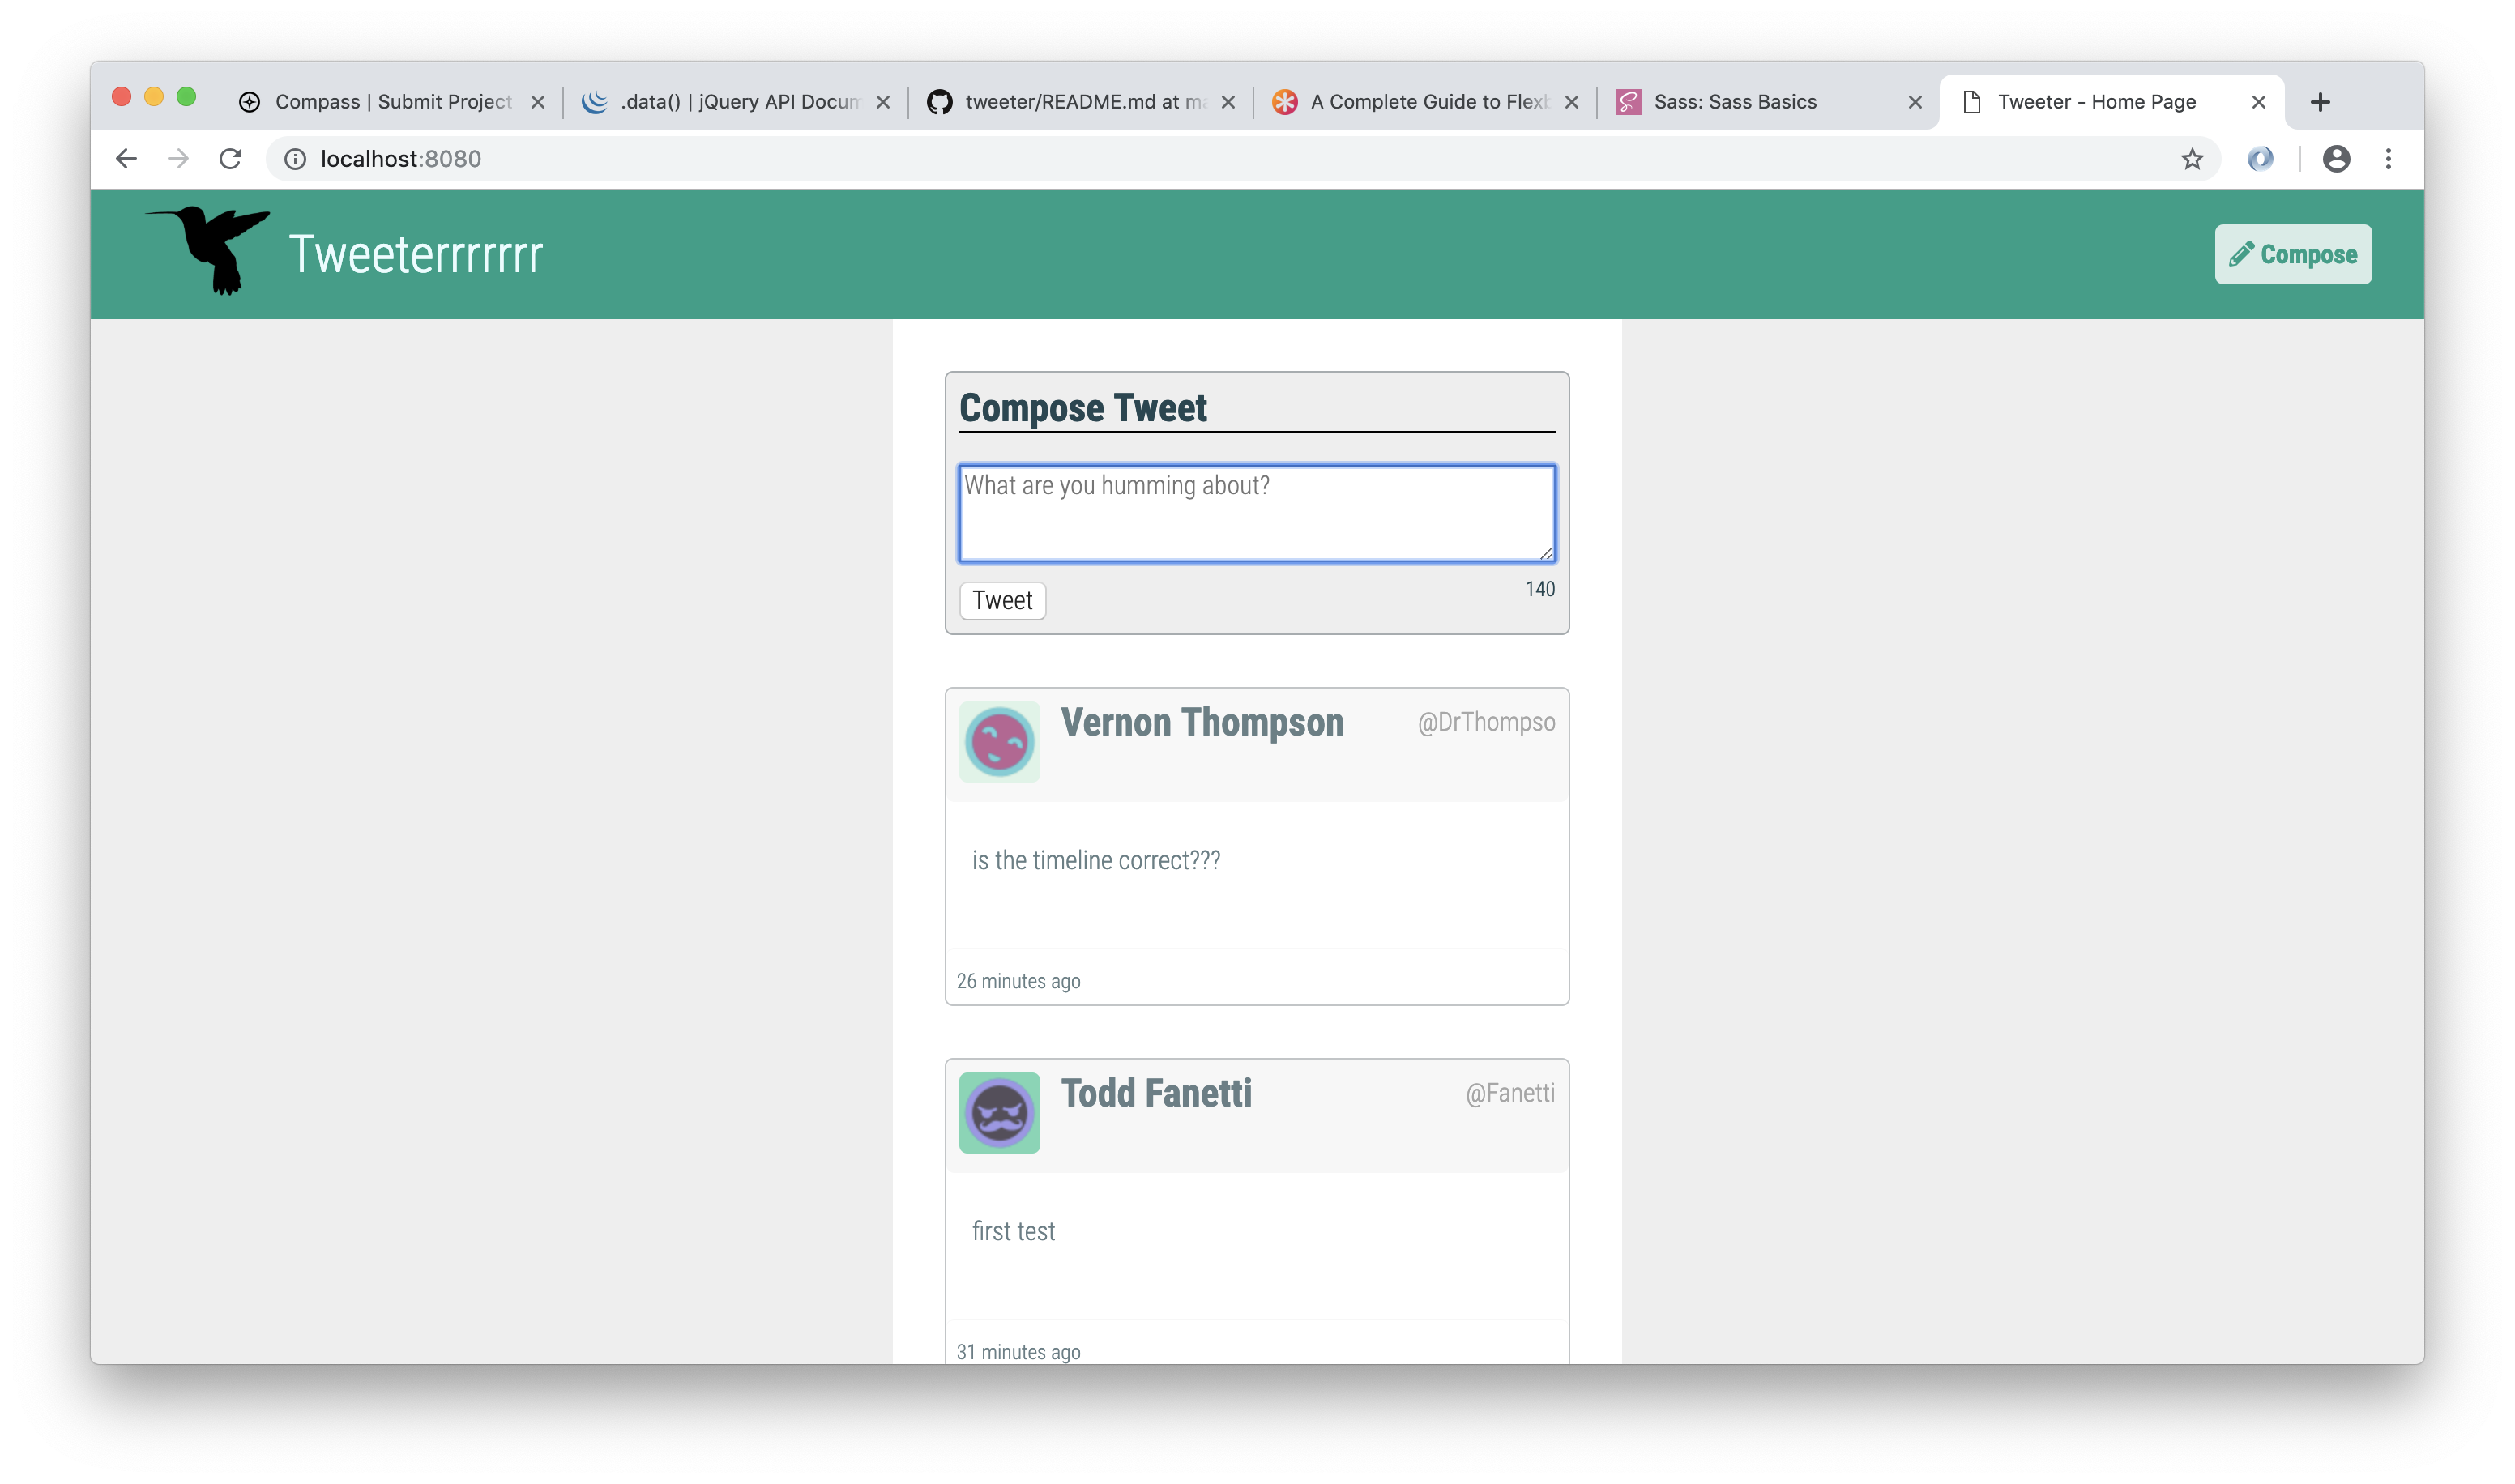 Compass | Submit Project
.data() | jQuery API Docum
tweeter/README.md at ma
A Complete Guide to Flexb
Sass: Sass Basics
Tweeter - Home Page
localhost:8080
Tweeterrrrrrr
Compose
Compose Tweet
What are you humming about?
Tweet
140
Vernon Thompson
@DrThompso
is the timeline correct???
26 minutes ago
Todd Fanetti
@Fanetti
first test
31 minutes ago